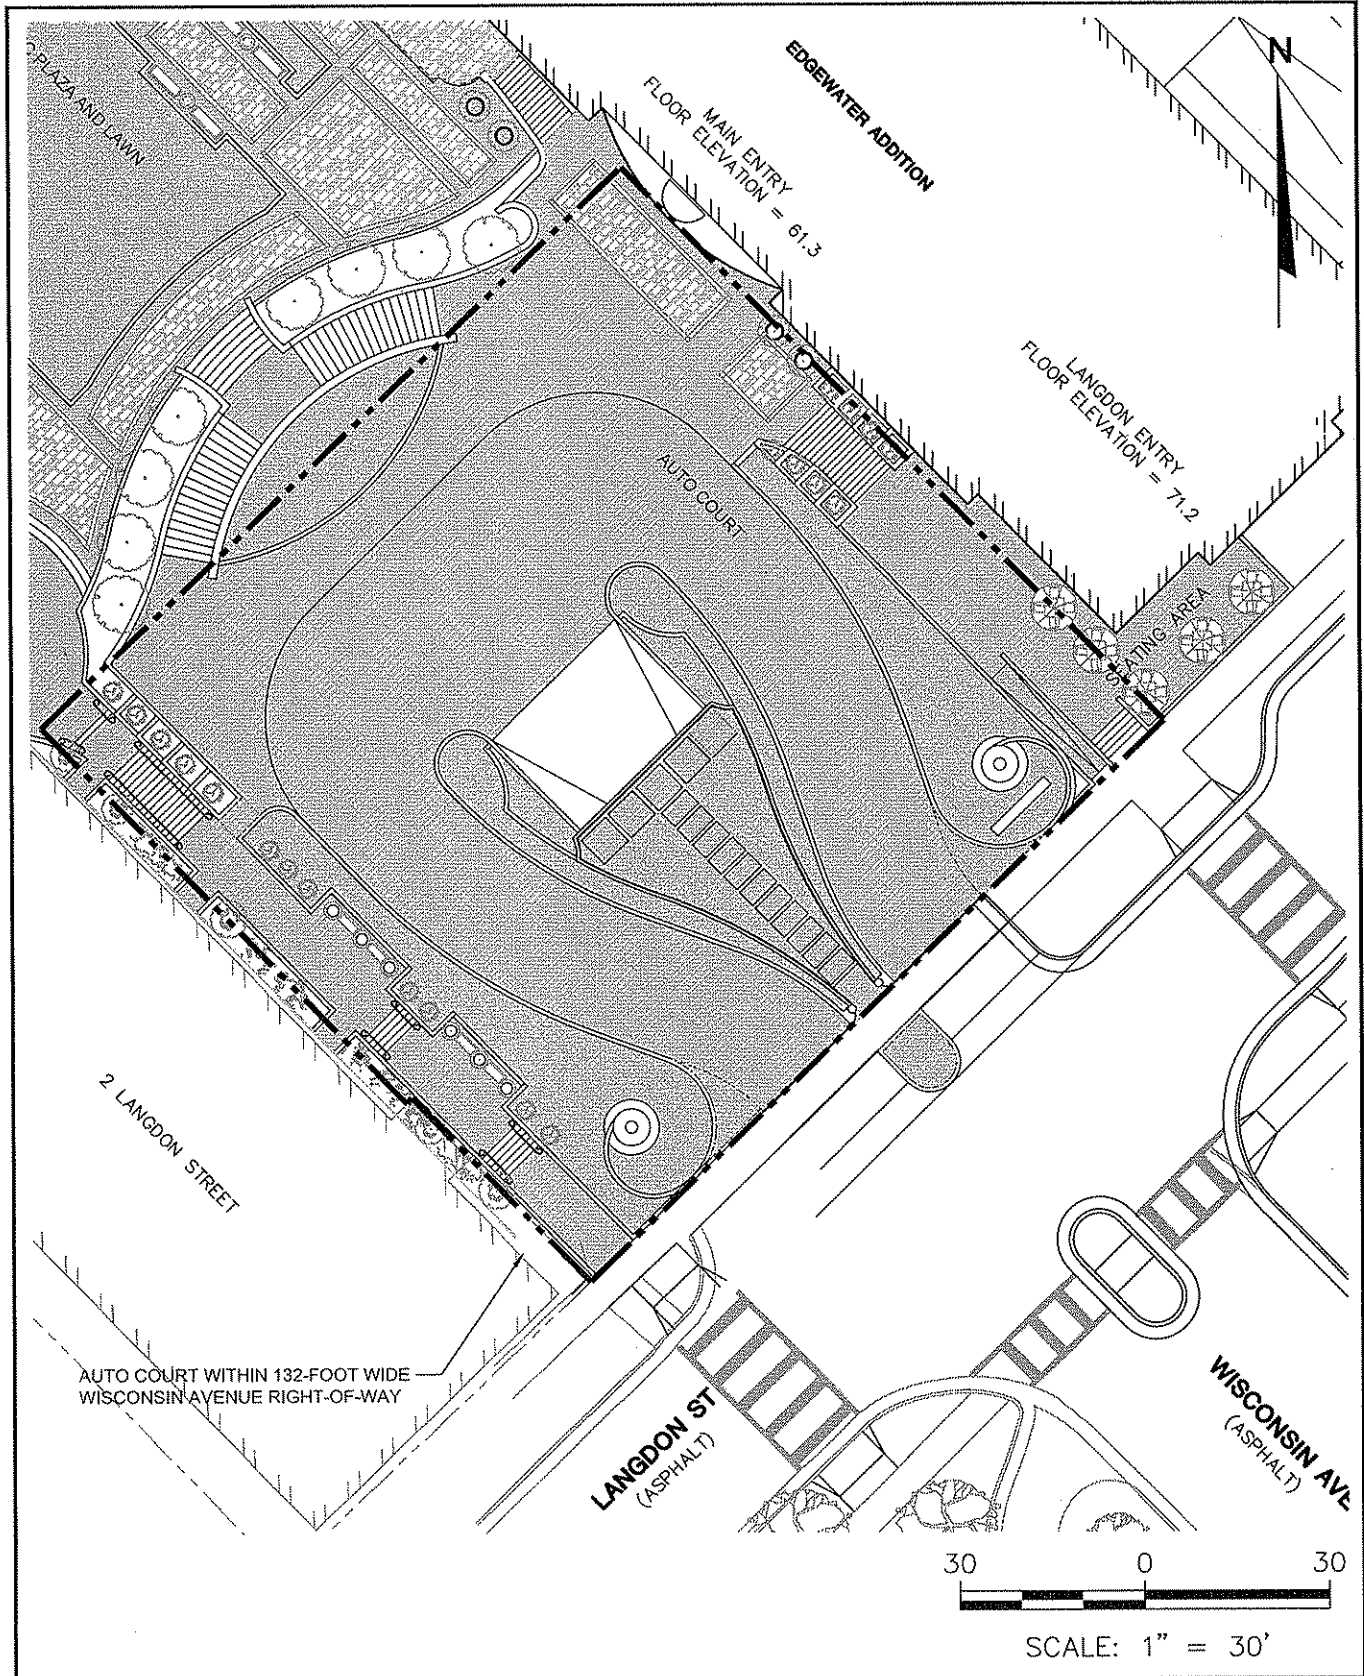 PLAZA AND LAWN
EDGEWATER ADDITION
N
MAIN ENTRY
FLOOR ELEVATION = 61.3
LANGDON ENTRY
FLOOR ELEVATION = 71.2
AUTO COURT
SEATING AREA
2 LANGDON STREET
AUTO COURT WITHIN 132-FOOT WIDE
WISCONSIN AVENUE RIGHT-OF-WAY
LANGDON ST
(ASPHALT)
WISCONSIN AVE
(ASPHALT)
30 0 30
SCALE: 1" = 30'